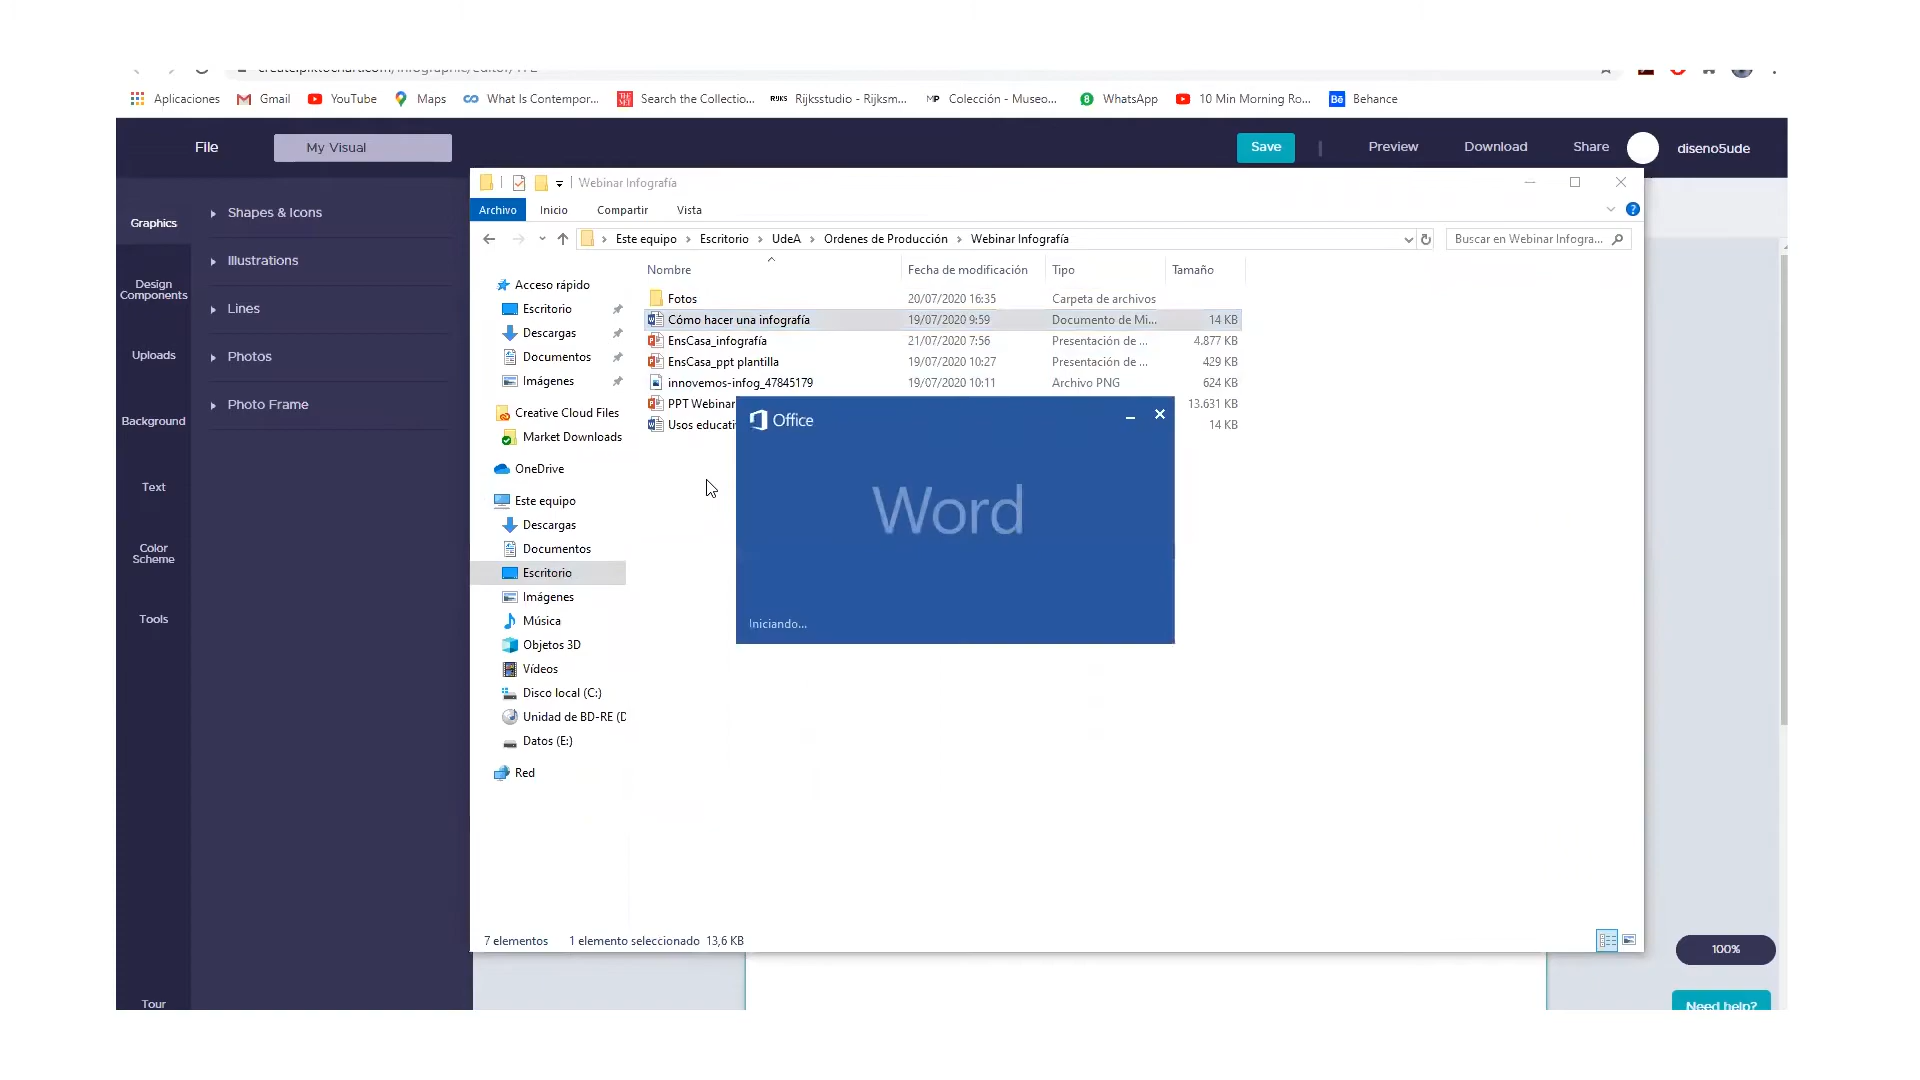 Aplicaciones
Gmail
YouTube
Maps
What Is Contempor...
Search the Collectio...
RIJKS
Rijksstudio - Rijksm...
MP
Colección - Museo...
WhatsApp
10 Min Morning Ro...
Bē
Behance
File
My Visual
Save
Preview
Download
Share
diseno5ude
Graphics
Design
Components
Uploads
Background
Text
Color
Scheme
Tools
Tour
Shapes & Icons
Illustrations
Lines
Photos
Photo Frame
Webinar Infografía
Archivo
Inicio
Compartir
Vista
Este equipo
Escritorio
UdeA
Ordenes de Producción
Webinar Infografía
Buscar en Webinar Infogra...
Acceso rápido
Escritorio
Descargas
Documentos
Imágenes
Creative Cloud Files
Market Downloads
OneDrive
Este equipo
Descargas
Documentos
Escritorio
Imágenes
Música
Objetos 3D
Vídeos
Disco local (C:)
Unidad de BD-RE (D
Datos (E:)
Red
Nombre Fecha de modificación Tipo Tamaño
Fotos 20/07/2020 16:35 Carpeta de archivos
Cómo hacer una infografía 19/07/2020 9:59 Documento de Mi... 14 KB
EnsCasa_infografía 21/07/2020 7:56 Presentación de ... 4.877 KB
EnsCasa_ppt plantilla 19/07/2020 10:27 Presentación de ... 429 KB
innovemos-infog_47845179 19/07/2020 10:11 Archivo PNG 624 KB
PPT Webinar 13.631 KB
Usos educati 14 KB
Office
Word
Iniciando...
7 elementos 1 elemento seleccionado 13,6 KB
100%
Need help?